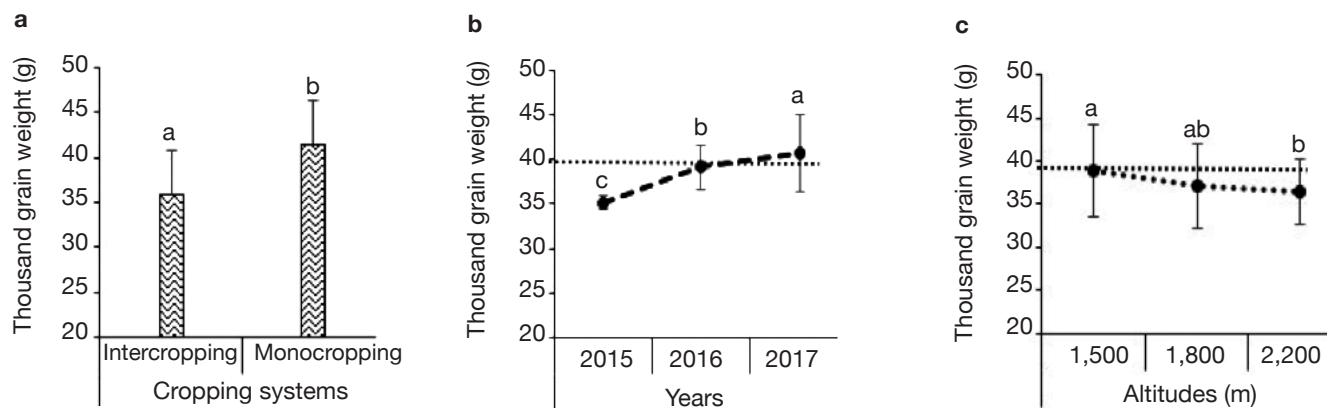 a
Thousand grain weight (g)
50
45
40
35
30
25
20
a
b
Intercropping
Monocropping
Cropping systems
b
Thousand grain weight (g)
50
45
40
35
30
25
20
c
b
a
2015
2016
2017
Years
c
Thousand grain weight (g)
50
45
40
35
30
25
20
a
ab
b
1,500
1,800
2,200
Altitudes (m)